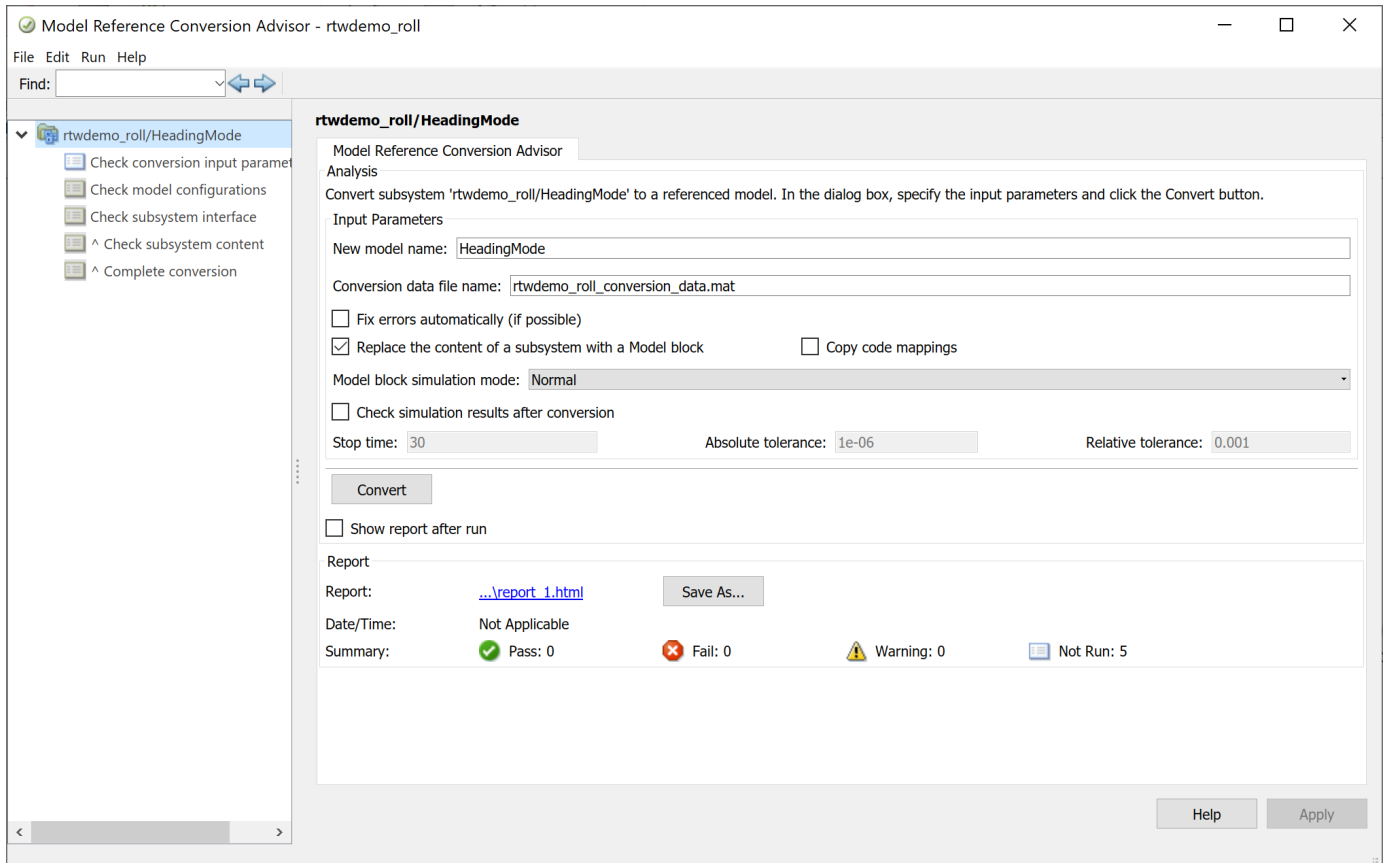 Model Reference Conversion Advisor - rtwdemo_roll
File Edit Run Help
Find:
rtwdemo_roll/HeadingMode
Check conversion input paramet
Check model configurations
Check subsystem interface
^ Check subsystem content
^ Complete conversion
rtwdemo_roll/HeadingMode
Model Reference Conversion Advisor
Analysis
Convert subsystem 'rtwdemo_roll/HeadingMode' to a referenced model. In the dialog box, specify the input parameters and click the Convert button.
Input Parameters
New model name: HeadingMode
Conversion data file name: rtwdemo_roll_conversion_data.mat
Fix errors automatically (if possible)
Replace the content of a subsystem with a Model block Copy code mappings
Model block simulation mode: Normal
Check simulation results after conversion
Stop time: 30 Absolute tolerance: 1e-06 Relative tolerance: 0.001
Convert
Show report after run
Report
Report: ...\report_1.html Save As...
Date/Time: Not Applicable
Summary: Pass: 0 Fail: 0 Warning: 0 Not Run: 5
Help Apply